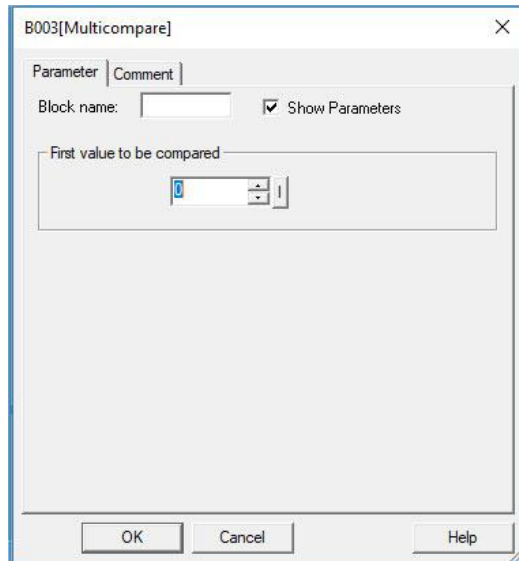 B003[Multicompare]
Parameter Comment
Block name: Show Parameters
First value to be compared
0 I
OK Cancel Help